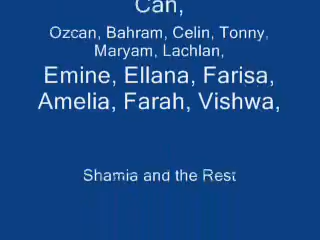 Can,
Ozcan, Bahram, Celin, Tonny,
Maryam, Lachlan,
Emine, Ellana, Farisa,
Amelia, Farah, Vishwa,
Shamia and the Rest